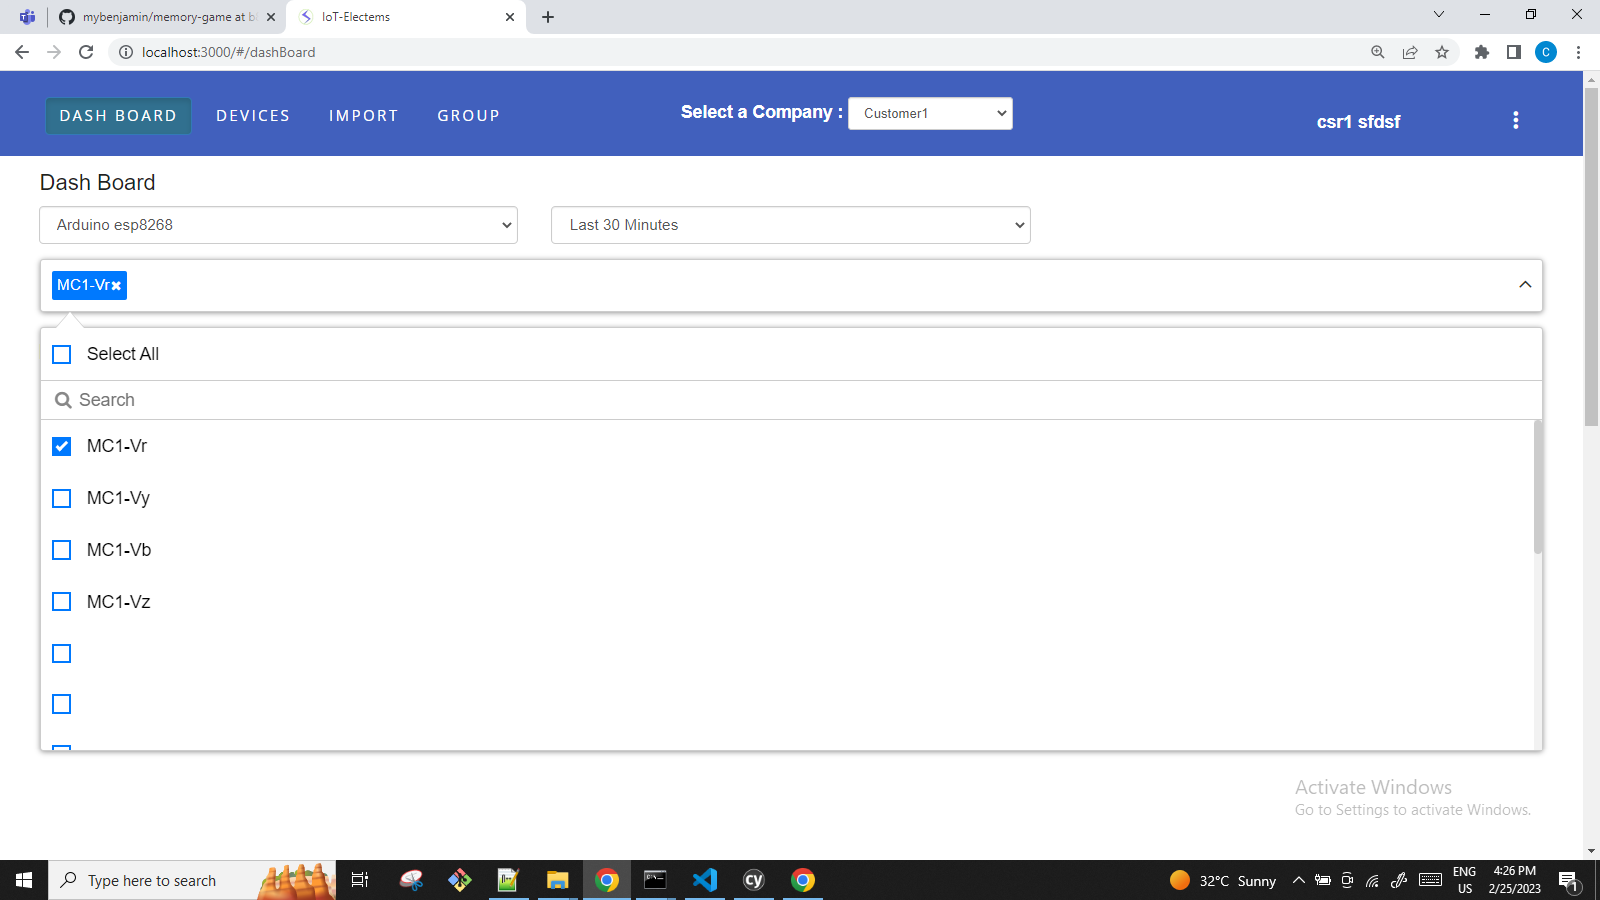 mybenjamin/memory-game at b
IoT-Electems
localhost:3000/#/dashBoard
C
DASH BOARD
DEVICES
IMPORT
GROUP
Select a Company :
Customer1
csr1 sfdsf
Dash Board
Arduino esp8268
Last 30 Minutes
MC1-Vr
Select All
Search
MC1-Vr
MC1-Vy
MC1-Vb
MC1-Vz
Activate Windows
Go to Settings to activate Windows.
Type here to search
cy
32°C Sunny
ENG
US
4:26 PM
2/25/2023
1